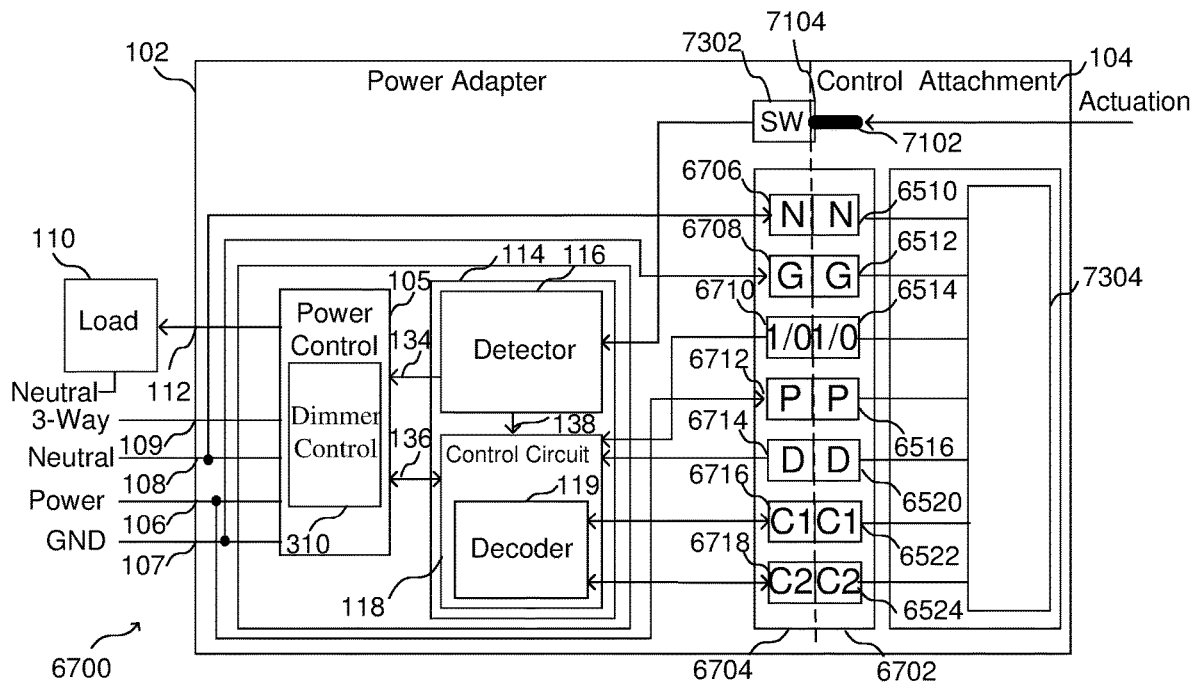 7104
7302
102
Power Adapter
Control Attachment
104
Actuation
SW
7102
6706
N N
6510
6708
110
114 116
G G
6512
7304
Load
Power Control
105
6710
1/0 1/0
6514
Detector
134
6712
112
Neutral
P P
3-Way
Dimmer Control
138
6714
6516
109
136
Control Circuit
Neutral
D D
108
119
6716
6520
Power
106
C1 C1
6522
GND
310
Decoder
6718
107
C2 C2
118
6524
6700
6704
6702